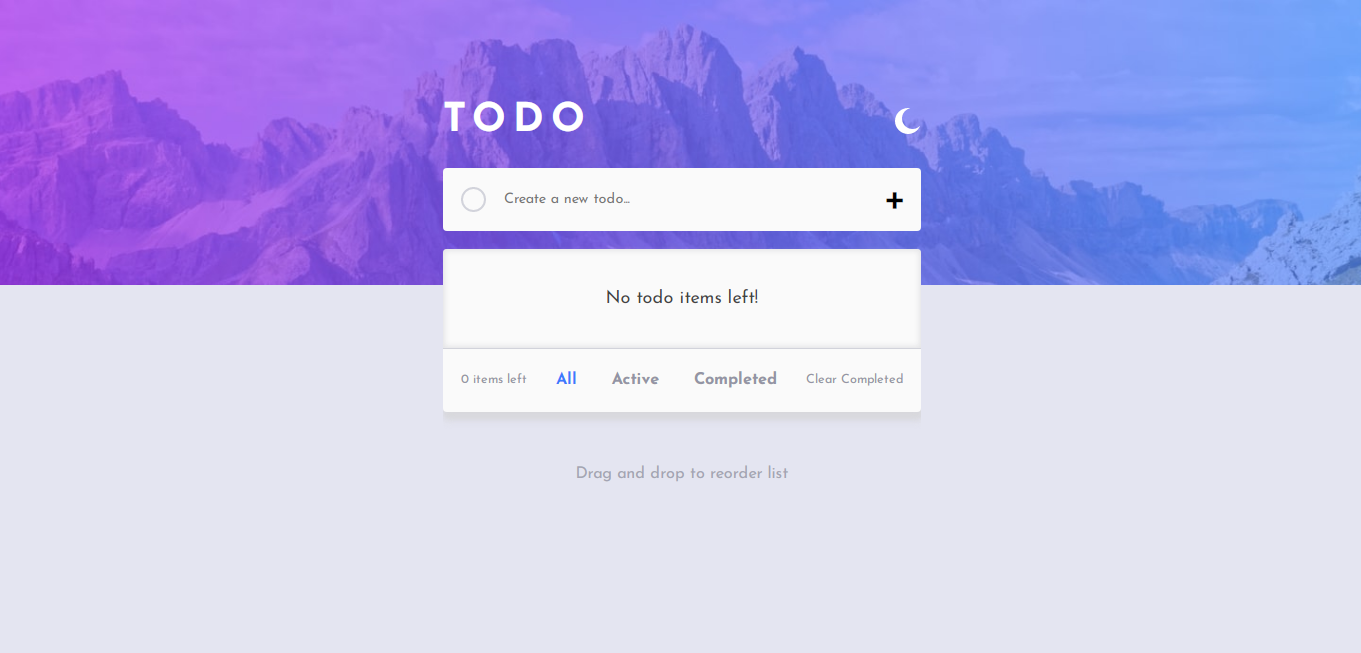 TODO
Create a new todo...
No todo items left!
0 items left All Active Completed Clear Completed
Drag and drop to reorder list